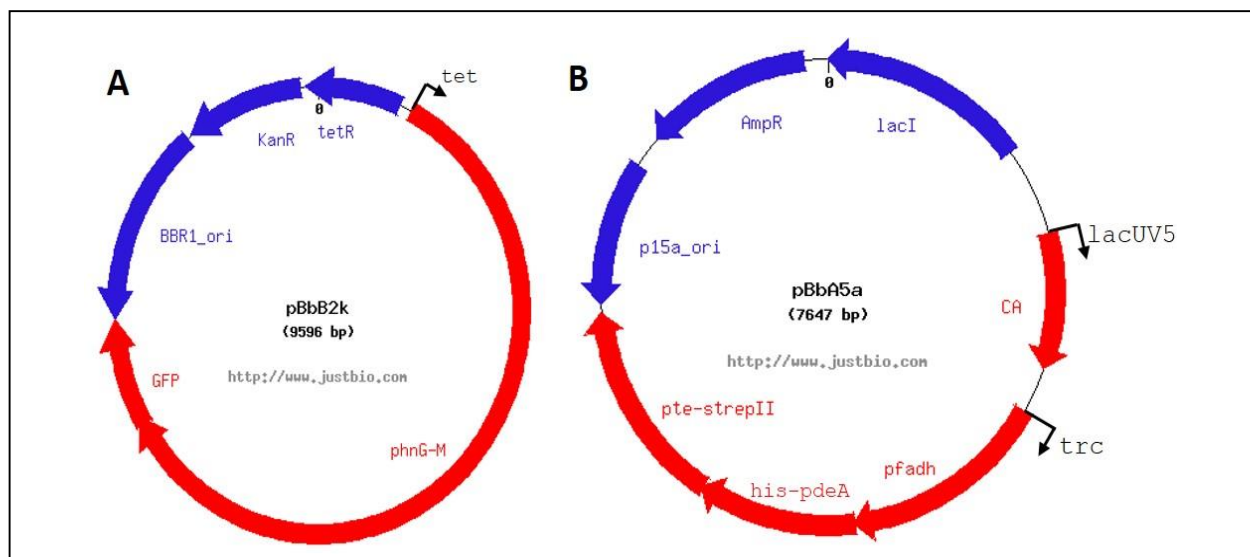 A
tet
0
tetR
KanR
BBR1_ori
pBbB2k
(9596 bp)
http://www.justbio.com
GFP
phnG-M
B
0
AmpR
lacI
p15a_ori
lacUV5
CA
pBbA5a
(7647 bp)
http://www.justbio.com
pte-strepII
trc
pfadh
his-pdeA